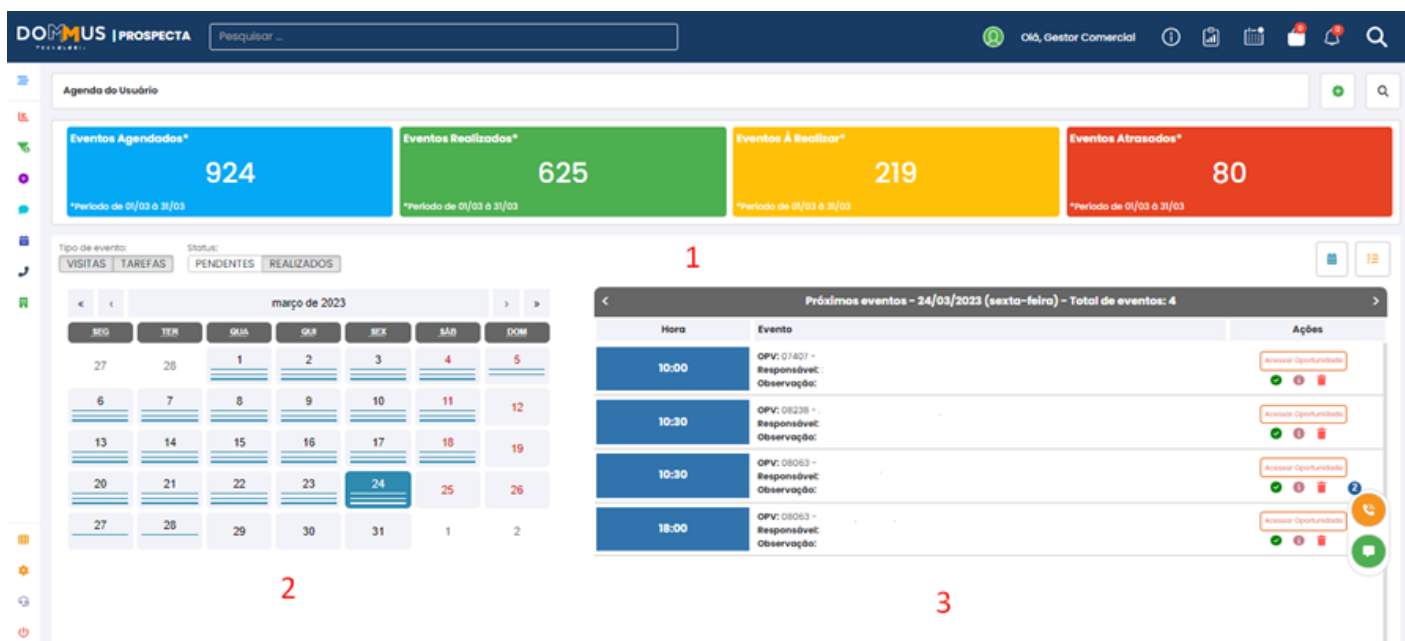 DOMMUS | PROSPECTA
TECNOLOGIA
Pesquisar ...
Olá, Gestor Comercial
Agenda do Usuário
Eventos Agendados*
924
*Período de 01/03 à 31/03
Eventos Realizados*
625
*Período de 01/03 à 31/03
Eventos À Realizar*
219
*Período de 01/03 à 31/03
Eventos Atrasados*
80
*Período de 01/03 à 31/03
Tipo de evento:
VISITAS TAREFAS
Status:
PENDENTES REALIZADOS
1
« ‹ março de 2023 › »
SEG TER QUA QUI SEX SÁB DOM
27 28 1 2 3 4 5
6 7 8 9 10 11 12
13 14 15 16 17 18 19
20 21 22 23 24 25 26
27 28 29 30 31 1 2
2
Próximos eventos - 24/03/2023 (sexta-feira) - Total de eventos: 4
Hora Evento Ações
10:00
OPV: 07407 -
Responsável:
Observação:
Acessar Oportunidade
10:30
OPV: 08238 -
Responsável:
Observação:
Acessar Oportunidade
10:30
OPV: 08063 -
Responsável:
Observação:
Acessar Oportunidade
18:00
OPV: 08063 -
Responsável:
Observação:
Acessar Oportunidade
2
3